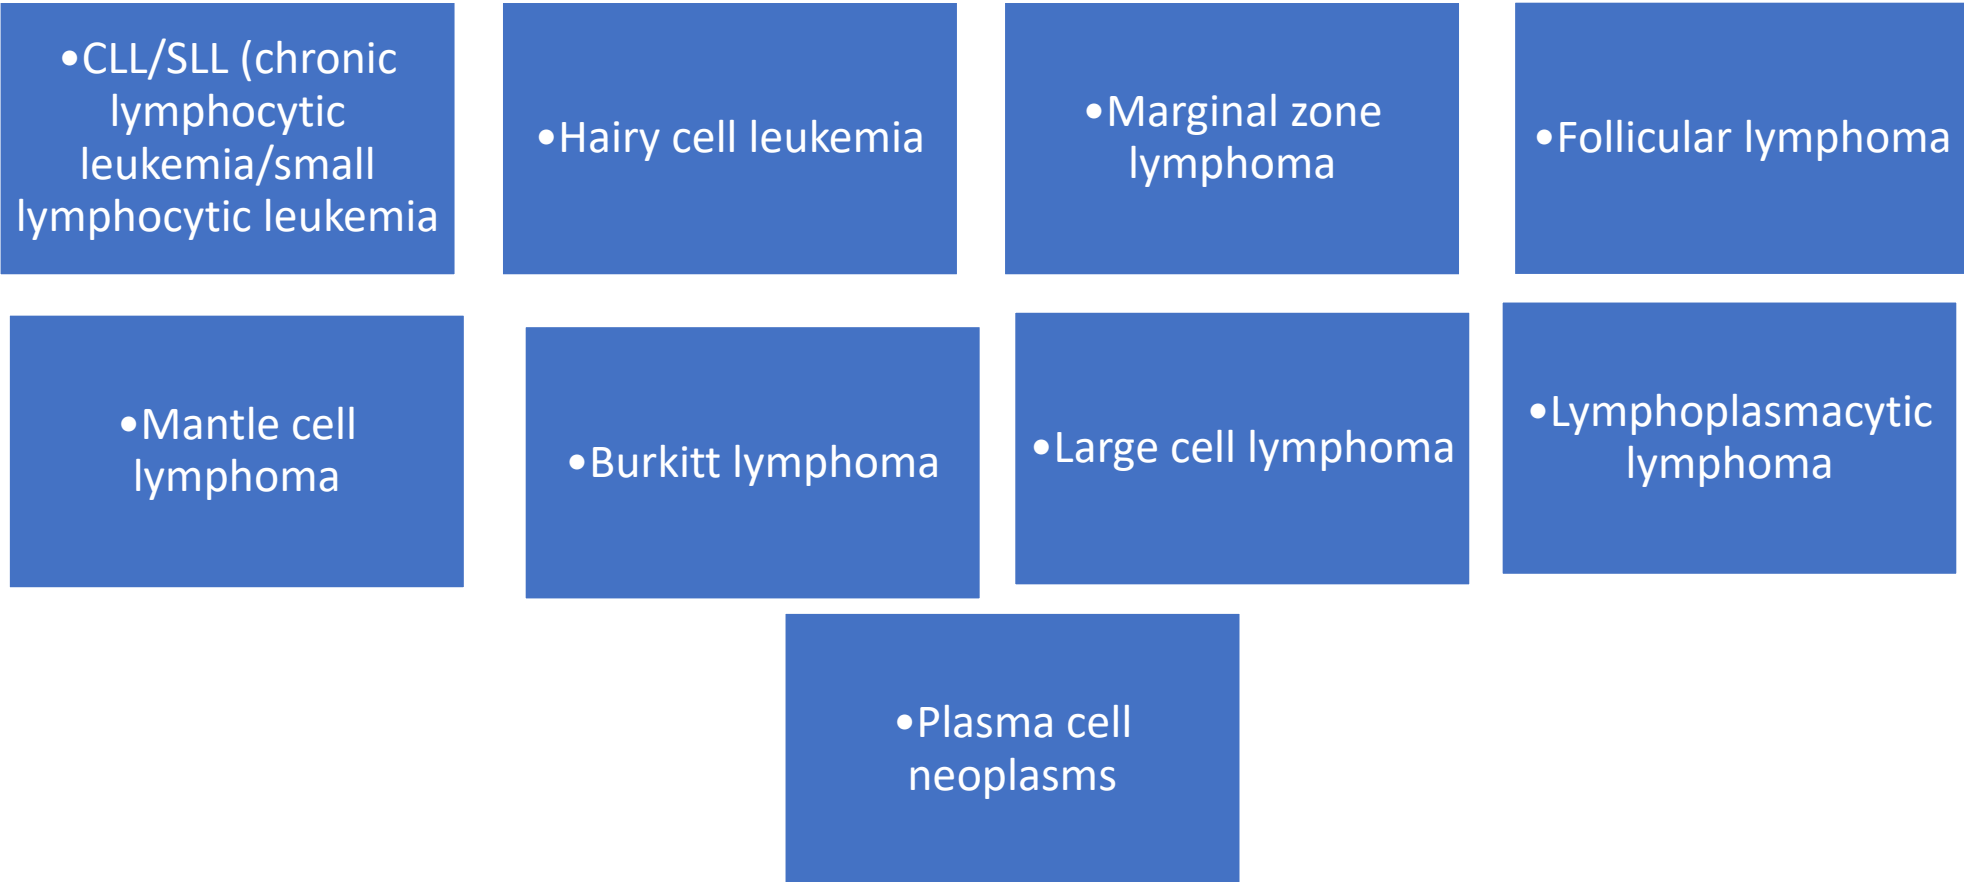 •CLL/SLL (chronic
lymphocytic
leukemia/small
lymphocytic leukemia
•Hairy cell leukemia
•Marginal zone
lymphoma
•Follicular lymphoma
•Mantle cell
lymphoma
•Burkitt lymphoma
•Large cell lymphoma
•Lymphoplasmacytic
lymphoma
•Plasma cell
neoplasms